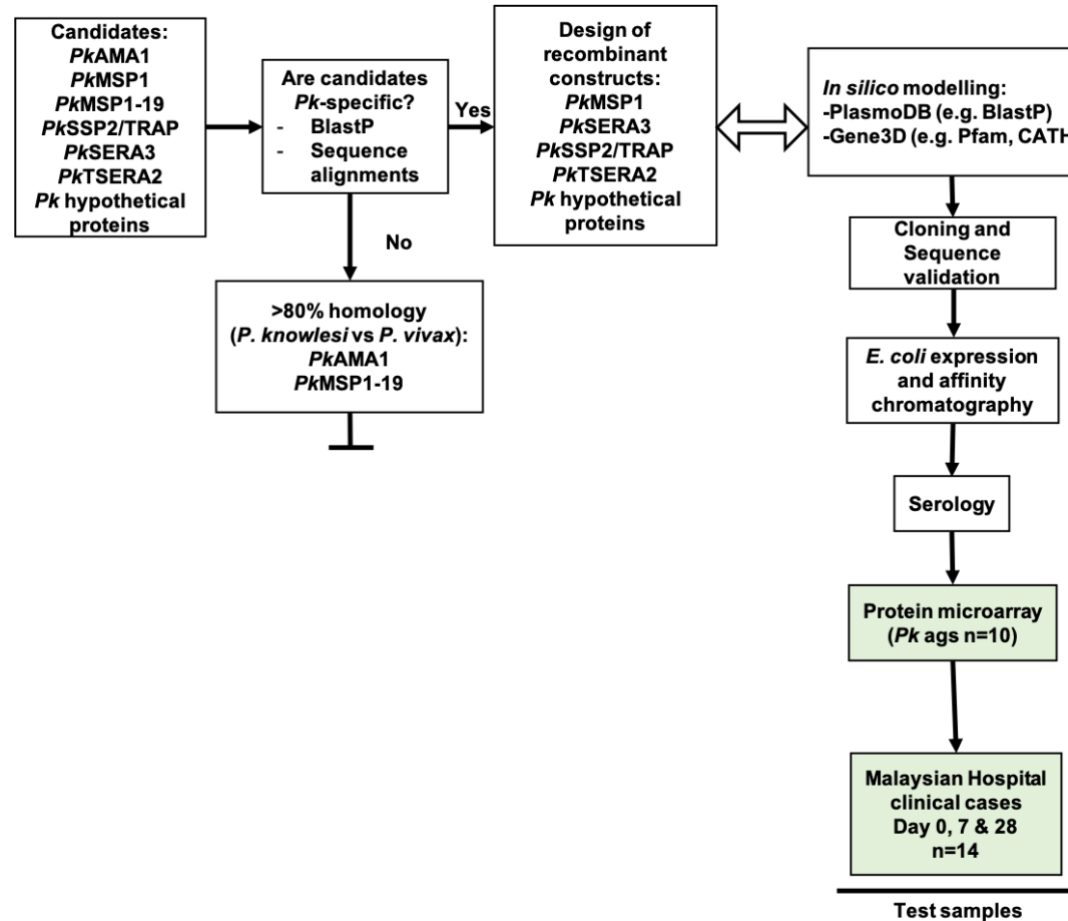 Candidates:
PkAMA1
PkMSP1
PkMSP1-19
PkSSP2/TRAP
PkSERA3
PkTSERA2
Pk hypothetical
proteins
Are candidates
Pk-specific?
- BlastP
- Sequence
alignments
Yes
No
>80% homology
(P. knowlesi vs P. vivax):
PkAMA1
PkMSP1-19
Design of
recombinant
constructs:
PkMSP1
PkSERA3
PkSSP2/TRAP
PkTSERA2
Pk hypothetical
proteins
In silico modelling:
-PlasmoDB (e.g. BlastP)
-Gene3D (e.g. Pfam, CATH
Cloning and
Sequence
validation
E. coli expression
and affinity
chromatography
Serology
Protein microarray
(Pk ags n=10)
Malaysian Hospital
clinical cases
Day 0, 7 & 28
n=14
Test samples